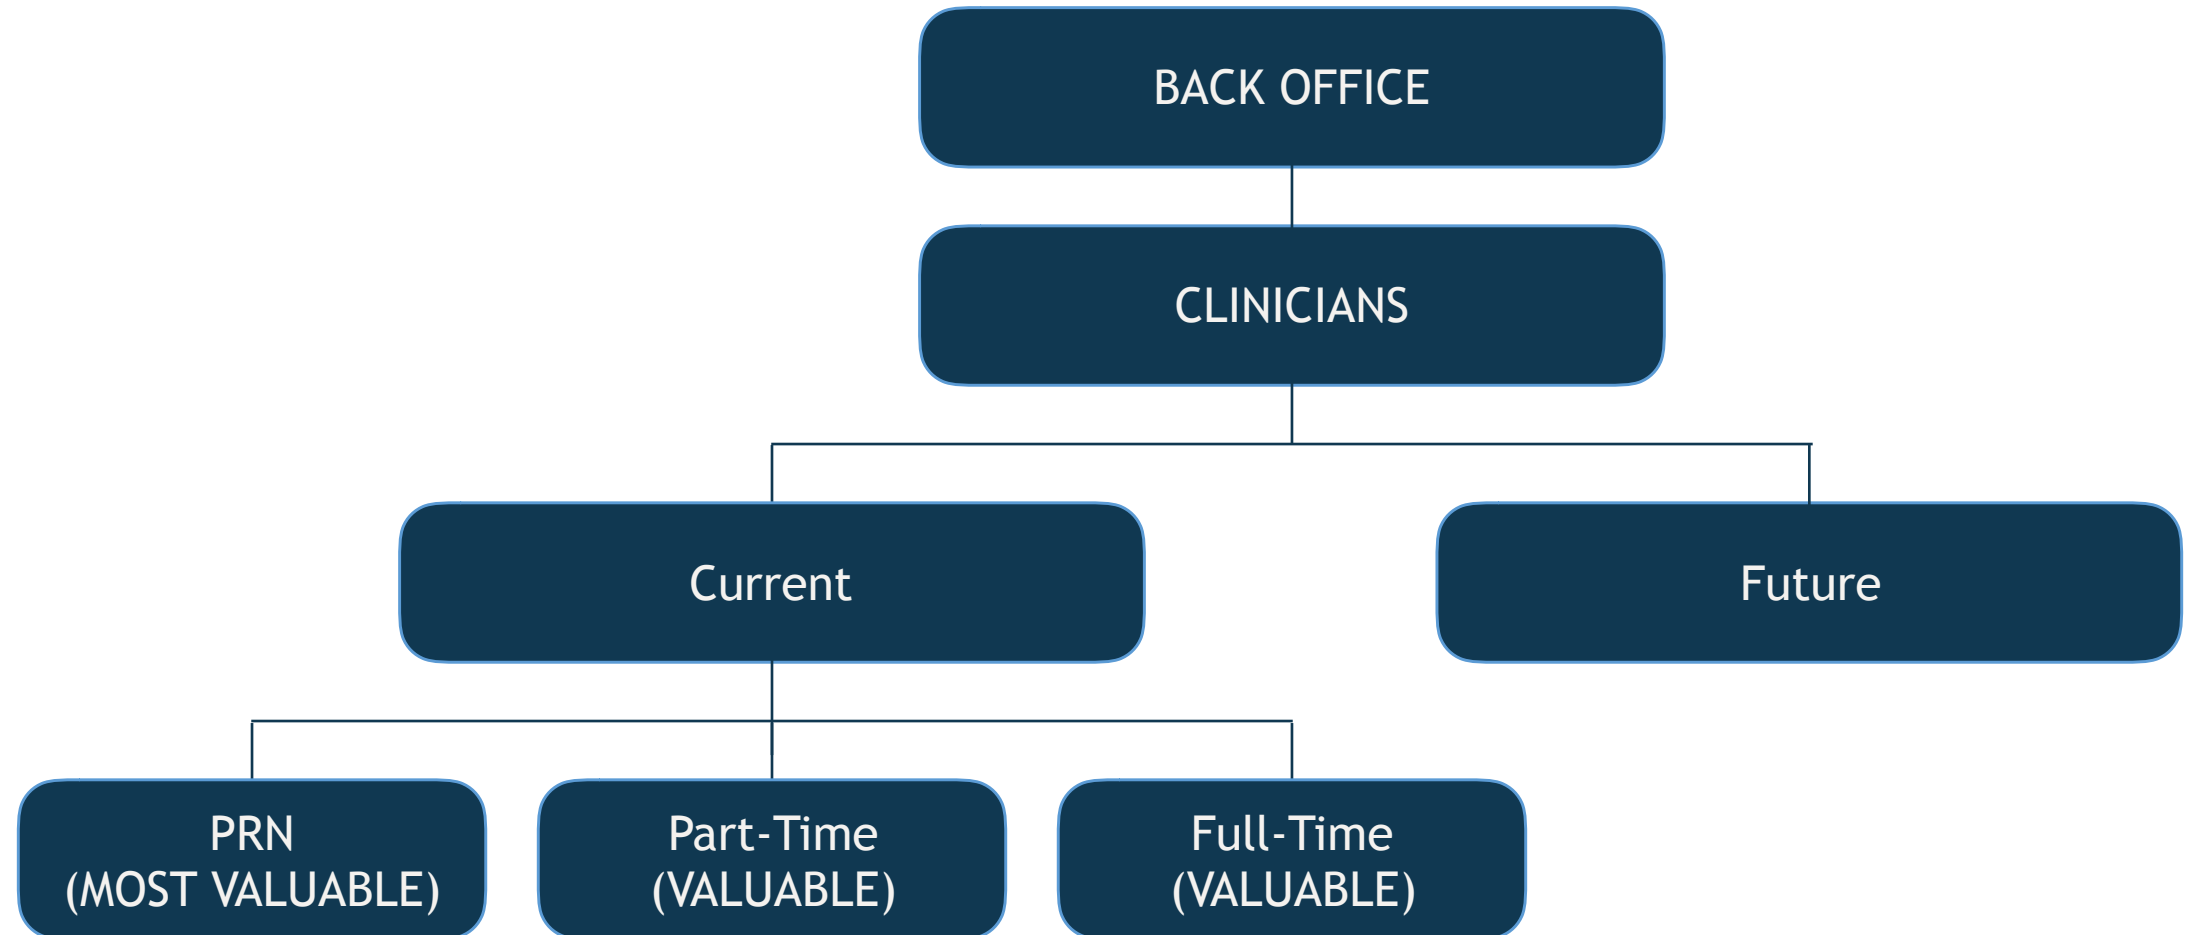 BACK OFFICE
CLINICIANS
Current
Future
PRN
(MOST VALUABLE)
Part-Time
(VALUABLE)
Full-Time
(VALUABLE)